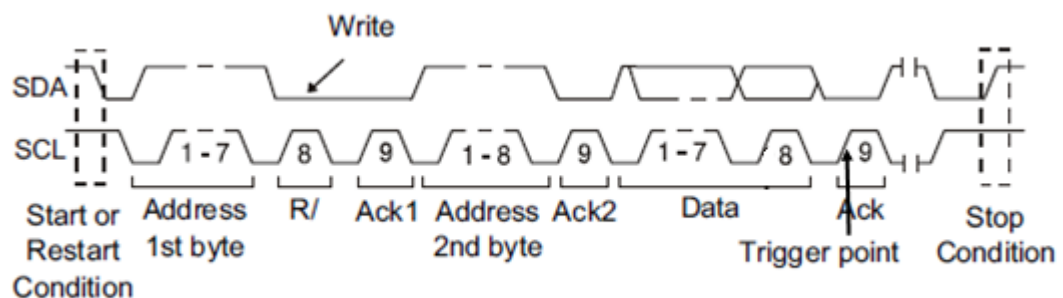 Write
SDA
SCL
1 - 7
8
9
1 - 8
9
1 - 7
8
9
Start or
Restart
Condition
Address
1st byte
R/
Ack1
Address
2nd byte
Ack2
Data
Ack
Trigger point
Stop
Condition